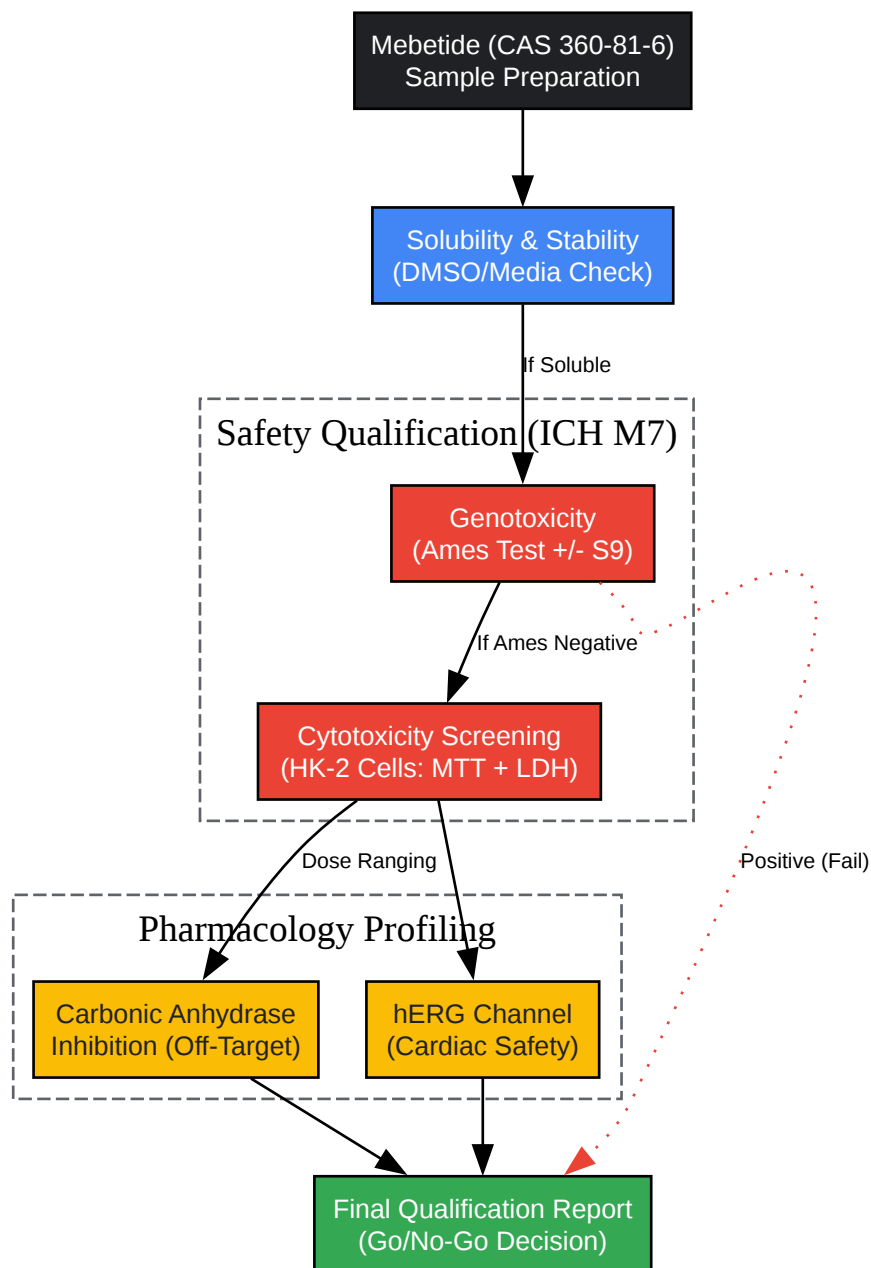 Mebetide (CAS 360-81-6)
Sample Preparation
Solubility & Stability
(DMSO/Media Check)
If Soluble
Safety Qualification (ICH M7)
Genotoxicity
(Ames Test +/- S9)
If Ames Negative
Cytotoxicity Screening
(HK-2 Cells: MTT + LDH)
Dose Ranging
Positive (Fail)
Pharmacology Profiling
Carbonic Anhydrase
Inhibition (Off-Target)
hERG Channel
(Cardiac Safety)
Final Qualification Report
(Go/No-Go Decision)